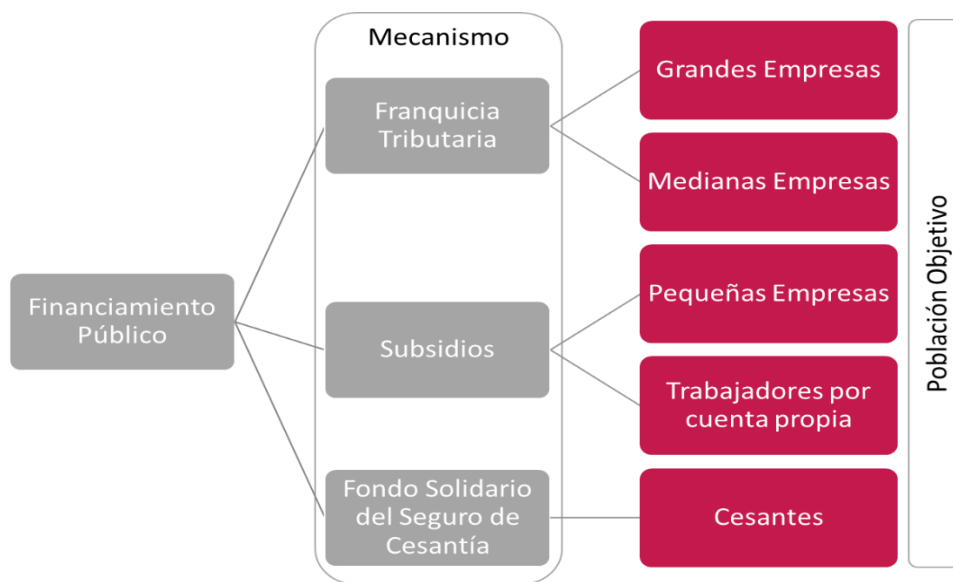 Mecanismo
Financiamiento
Público
Franquicia
Tributaria
Subsidios
Fondo Solidario
del Seguro de
Cesantía
Grandes Empresas
Medianas Empresas
Pequeñas Empresas
Trabajadores por
cuenta propia
Cesantes
Población Objetivo